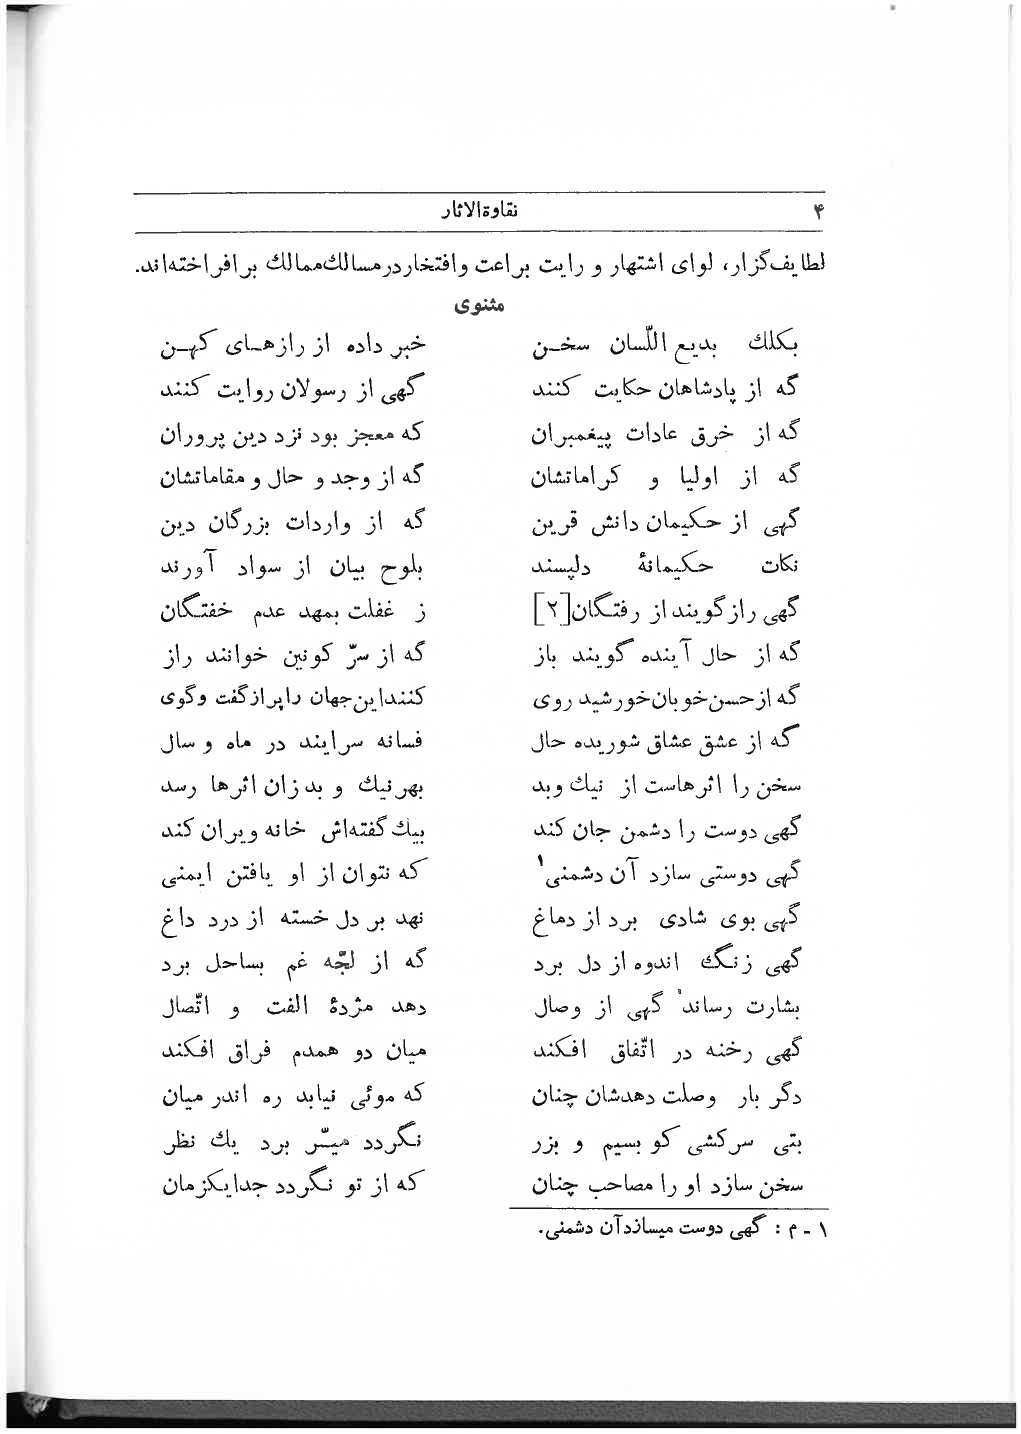 ۴ نقاوة‌الاثار
لطایف‌گزار، لوای اشتهار و رایت براعت وافتخاردرمسالك‌ممالك برافراخته‌اند.
مثنوی
بکلك بدیع اللّسان سخـن خبر داده از رازهـای کهـن
گه از پادشاهان حکایت کنند گهی از رسولان روایت کنند
گه از خرق عادات پیغمبران که معجز بود نزد دین پروران
گه از اولیا و کراماتشان گه از وجد و حال و مقاماتشان
گهی از حکیمان دانش قرین گه از واردات بزرگان دین
نکات حکیمانهٔ دلپسند بلوح بیان از سواد آورند
گهی رازگویند از رفتگان[۲] ز غفلت بمهد عدم خفتگان
گه از حال آینده گویند باز گه از سرّ کونین خوانند راز
گه ازحسن‌خوبان‌خورشید روی کننداین‌جهان راپرازگفت وگوی
گه از عشق عشاق شوریده حال فسانه سرایند در ماه و سال
سخن را اثرهاست از نیك وبد بهرنیك و بد زان اثرها رسد
گهی دوست را دشمن جان کند بیك گفته‌اش خانه ویران کند
گهی دوستی سازد آن دشمنی۱ که نتوان از او یافتن ایمنی
گهی بوی شادی برد از دماغ نهد بر دل خسته از درد داغ
گهی زنگ اندوه از دل برد گه از لجّه غم بساحل برد
بشارت رساند گهی از وصال دهد مژدهٔ الفت و اتّصال
گهی رخنه در اتّفاق افکند میان دو همدم فراق افکند
دگر بار وصلت دهدشان چنان که موئی نیابد ره اندر میان
بتی سرکشی کو بسیم و بزر نگردد میسّر برد یك نظر
سخن سازد او را مصاحب چنان که از تو نگردد جدایکزمان
۱ - م : گهی دوست میسازدآن دشمنی.